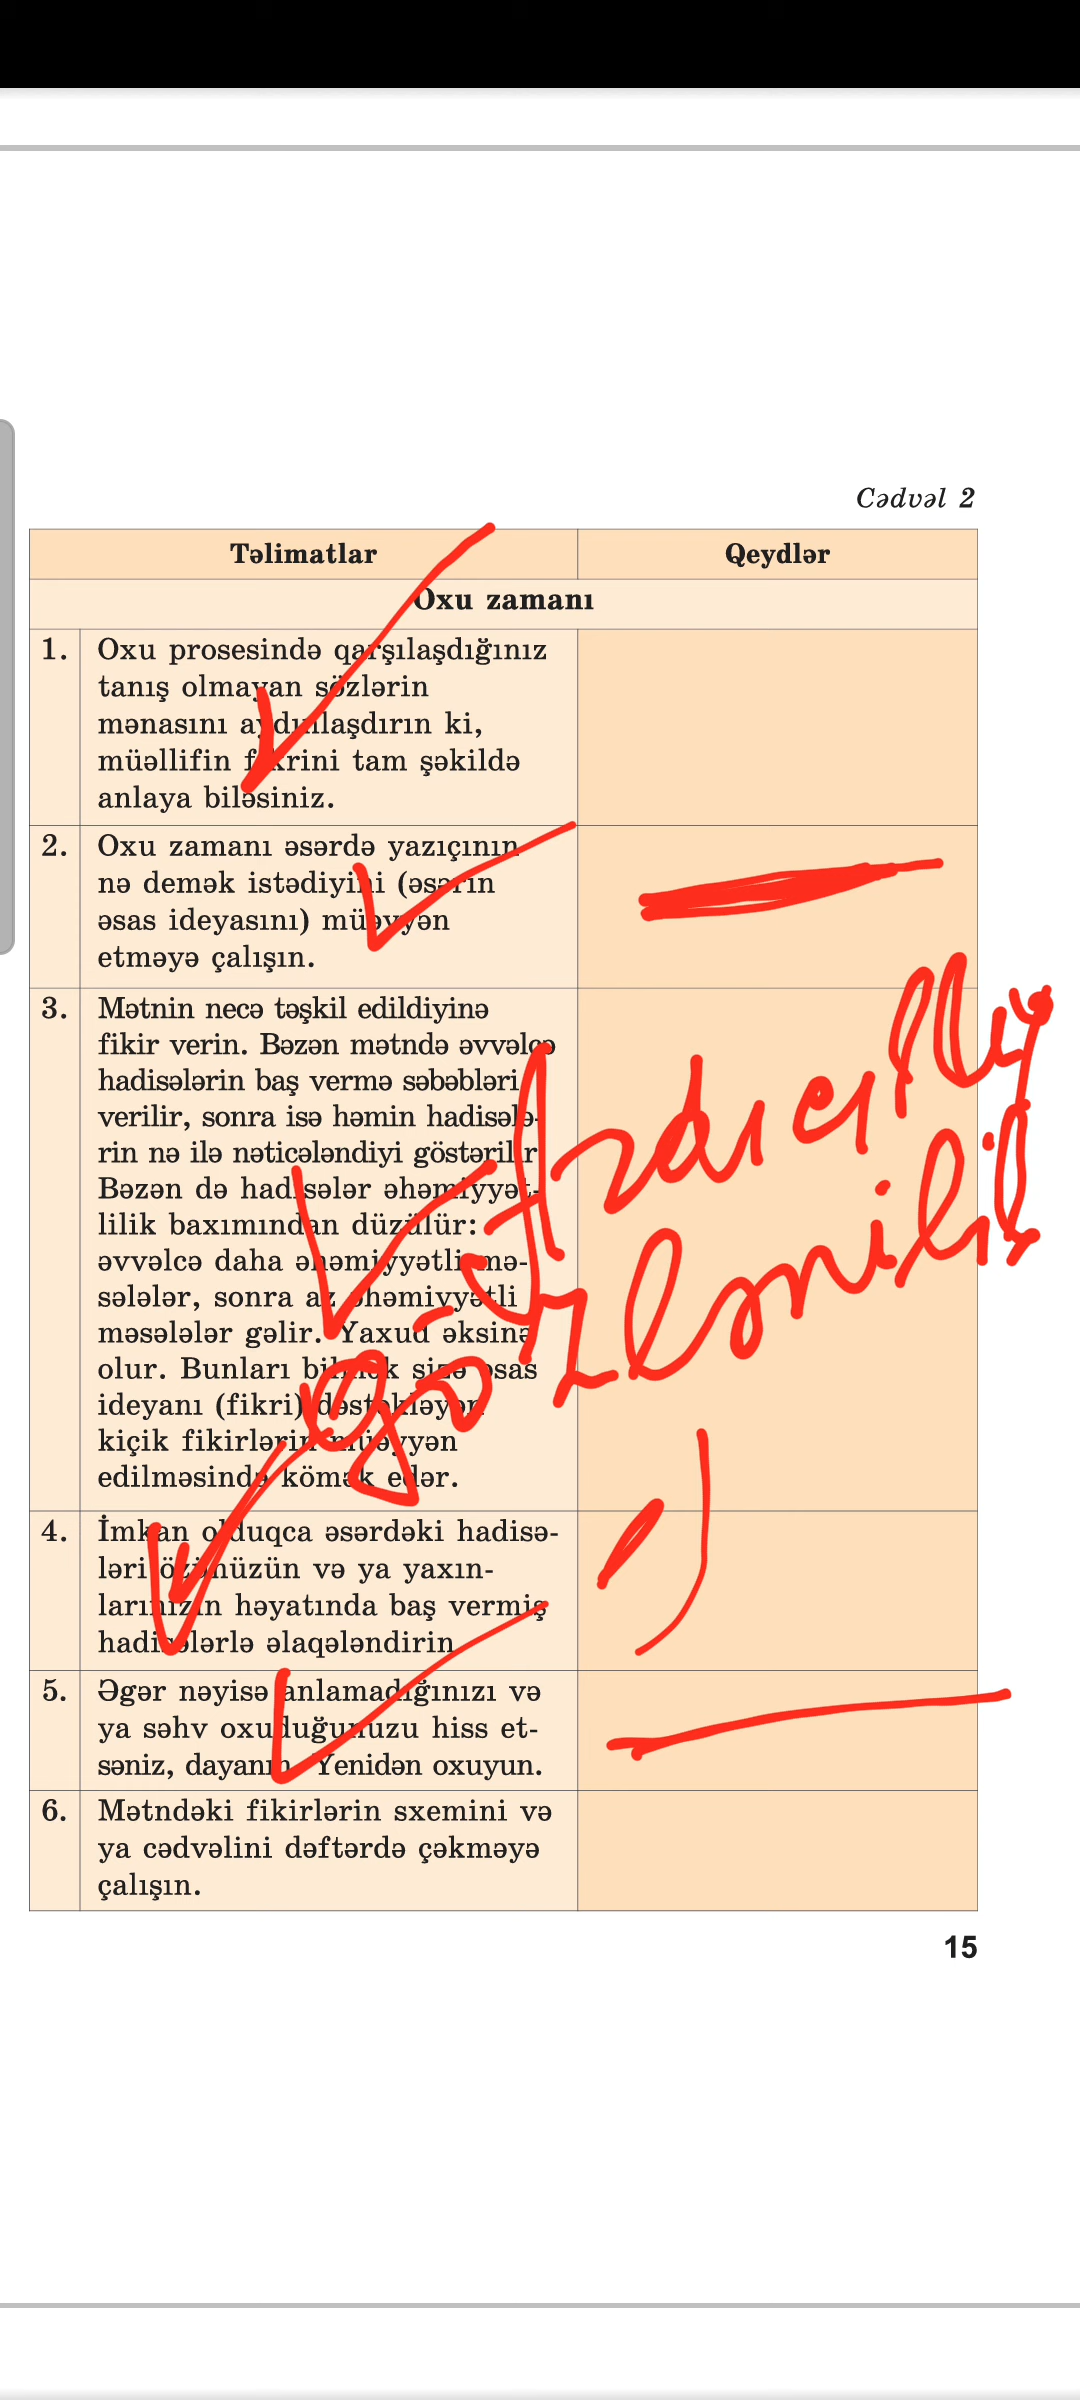 Cədvəl 2
Təlimatlar
Qeydlər
Oxu zamanı
1.
Oxu prosesində qarşılaşdığınız
tanış olmayan sözlərin
mənasını aydınlaşdırın ki,
müəllifin fikrini tam şəkildə
anlaya biləsiniz.
2.
Oxu zamanı əsərdə yazıçının
nə demək istədiyini (əsərin
əsas ideyasını) müəyyən
etməyə çalışın.
3.
Mətnin necə təşkil edildiyinə
fikir verin. Bəzən mətndə əvvəlcə
hadisələrin baş vermə səbəbləri
verilir, sonra isə həmin hadisələ-
rin nə ilə nəticələndiyi göstərilir.
Bəzən də hadisələr əhəmiyyət-
lilik baxımından düzülür:
əvvəlcə daha əhəmiyyətli mə-
sələlər, sonra az əhəmiyyətli
məsələlər gəlir. Yaxud əksinə
olur. Bunları bilmək sizə əsas
ideyanı (fikri) dəstəkləyən
kiçik fikirlərin müəyyən
edilməsində kömək edər.
Ardıcıllıq
gözlənilib
4.
İmkan olduqca əsərdəki hadisə-
ləri özünüzün və ya yaxın-
larınızın həyatında baş vermiş
hadisələrlə əlaqələndirin.
5.
Əgər nəyisə anlamadığınızı və
ya səhv oxuduğunuzu hiss et-
səniz, dayanın. Yenidən oxuyun.
6.
Mətndəki fikirlərin sxemini və
ya cədvəlini dəftərdə çəkməyə
çalışın.
15